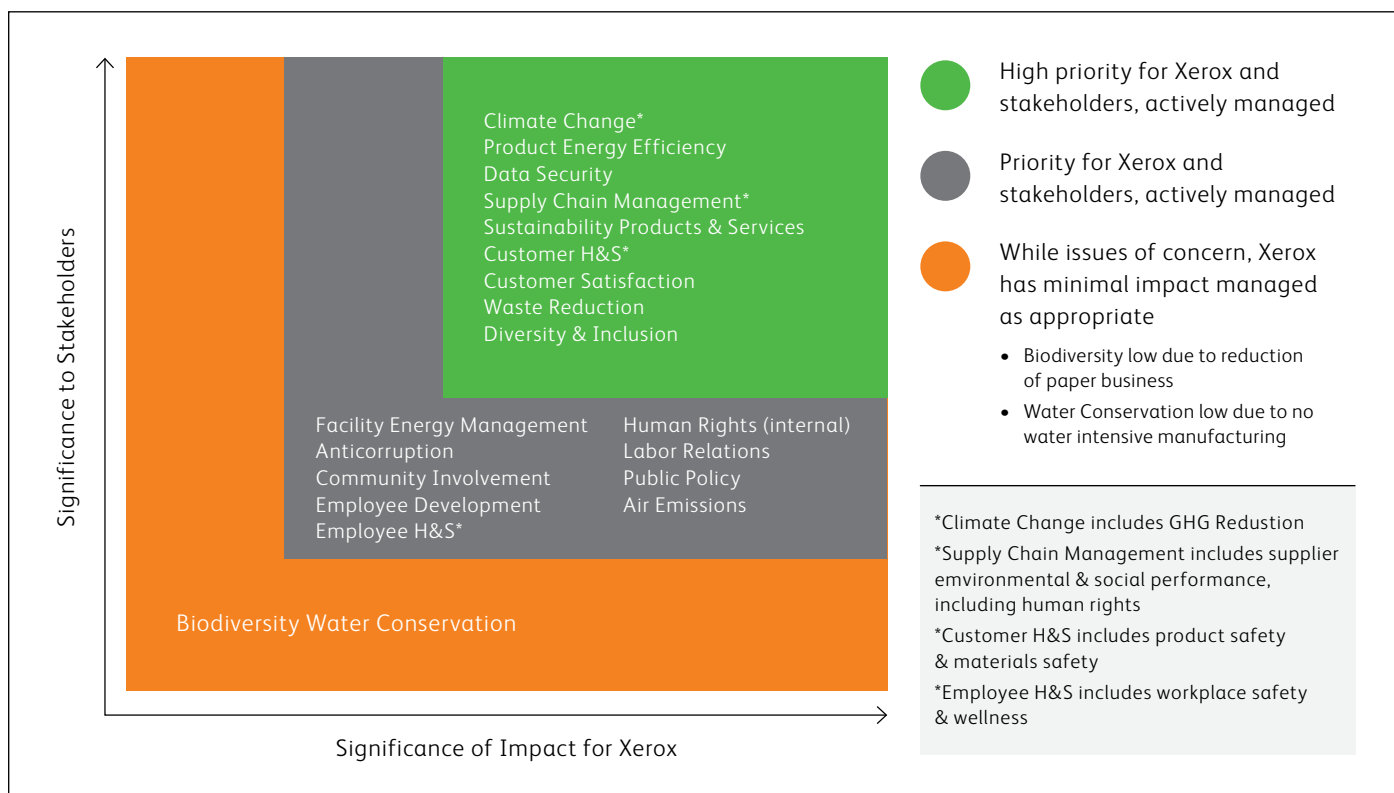 Significance to Stakeholders
Climate Change*
Product Energy Efficiency
Data Security
Supply Chain Management*
Sustainability Products & Services
Customer H&S*
Customer Satisfaction
Waste Reduction
Diversity & Inclusion
Facility Energy Management
Anticorruption
Community Involvement
Employee Development
Employee H&S*
Human Rights (internal)
Labor Relations
Public Policy
Air Emissions
Biodiversity Water Conservation
Significance of Impact for Xerox
High priority for Xerox and
stakeholders, actively managed
Priority for Xerox and
stakeholders, actively managed
While issues of concern, Xerox
has minimal impact managed
as appropriate
• Biodiversity low due to reduction
of paper business
• Water Conservation low due to no
water intensive manufacturing
*Climate Change includes GHG Redustion
*Supply Chain Management includes supplier
emvironmental & social performance,
including human rights
*Customer H&S includes product safety
& materials safety
*Employee H&S includes workplace safety
& wellness